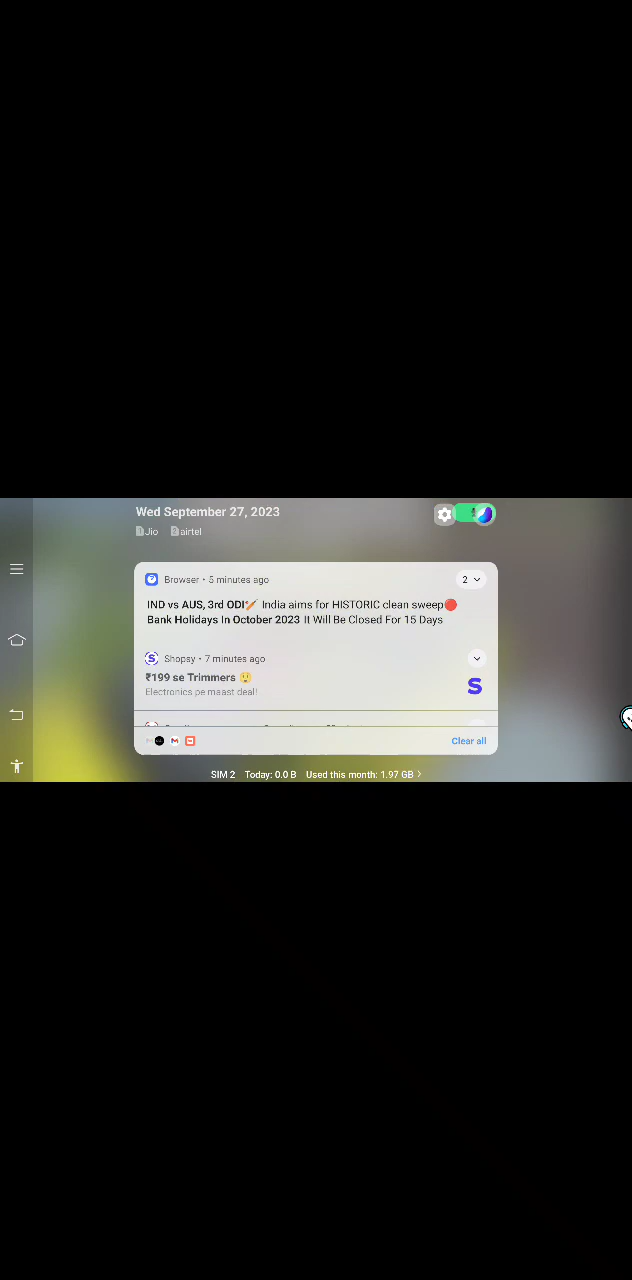 Wed September 27, 2023
1 Jio 2 airtel
Browser • 5 minutes ago 2
IND vs AUS, 3rd ODI🏏 India aims for HISTORIC clean sweep🔴
Bank Holidays In October 2023 It Will Be Closed For 15 Days
Shopsy • 7 minutes ago
₹199 se Trimmers 😲
Electronics pe maast deal!
Clear all
SIM 2 Today: 0.0 B Used this month: 1.97 GB